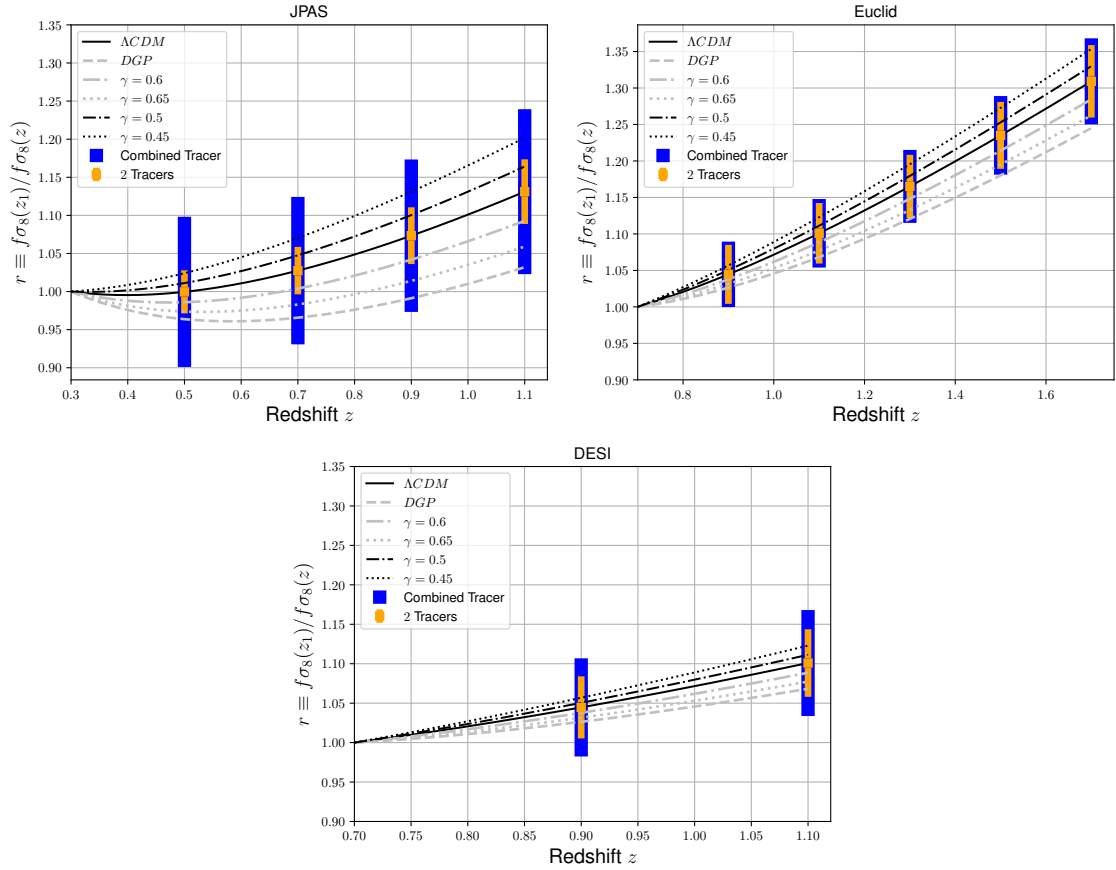 JPAS
1.35
1.30
1.25
1.20
1.15
1.10
1.05
1.00
0.95
0.90
r ≡ fσ₈(z₁)/fσ₈(z)
ΛCDM
DGP
γ = 0.6
γ = 0.65
γ = 0.5
γ = 0.45
Combined Tracer
2 Tracers
0.3 0.4 0.5 0.6 0.7 0.8 0.9 1.0 1.1
Redshift z
Euclid
1.35
1.30
1.25
1.20
1.15
1.10
1.05
1.00
0.95
0.90
r ≡ fσ₈(z₁)/fσ₈(z)
ΛCDM
DGP
γ = 0.6
γ = 0.65
γ = 0.5
γ = 0.45
Combined Tracer
2 Tracers
0.8 1.0 1.2 1.4 1.6
Redshift z
DESI
1.35
1.30
1.25
1.20
1.15
1.10
1.05
1.00
0.95
0.90
r ≡ fσ₈(z₁)/fσ₈(z)
ΛCDM
DGP
γ = 0.6
γ = 0.65
γ = 0.5
γ = 0.45
Combined Tracer
2 Tracers
0.70 0.75 0.80 0.85 0.90 0.95 1.00 1.05 1.10
Redshift z